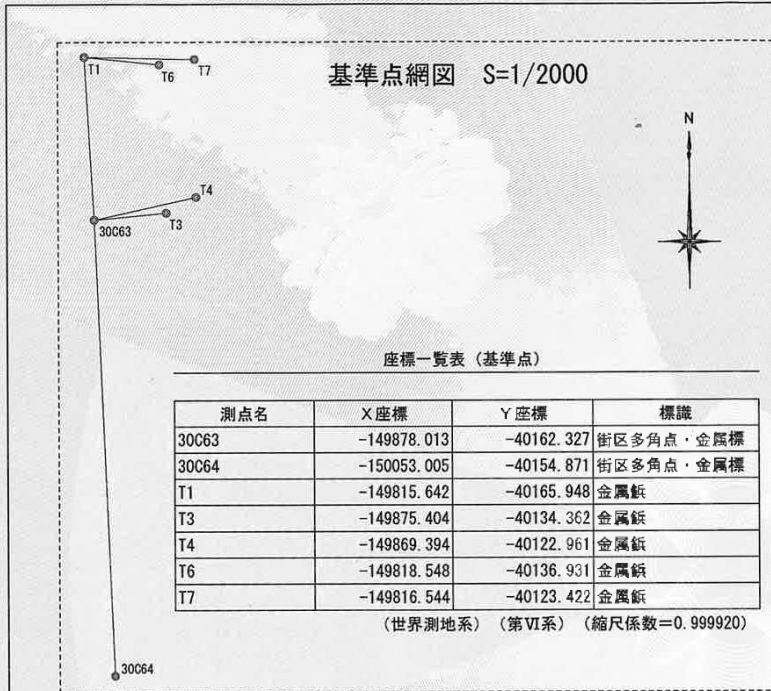 基準点網図 S=1/2000
T1
T6
T7
N
T4
T3
30C63
座標一覧表（基準点）
測点名 X座標 Y座標 標識
30C63 -149878.013 -40162.327 街区多角点・金属標
30C64 -150053.005 -40154.871 街区多角点・金属標
T1 -149815.642 -40165.948 金属鋲
T3 -149875.404 -40134.362 金属鋲
T4 -149869.394 -40122.961 金属鋲
T6 -149818.548 -40136.931 金属鋲
T7 -149816.544 -40123.422 金属鋲
（世界測地系）（第Ⅵ系）（縮尺係数=0.999920）
30C64